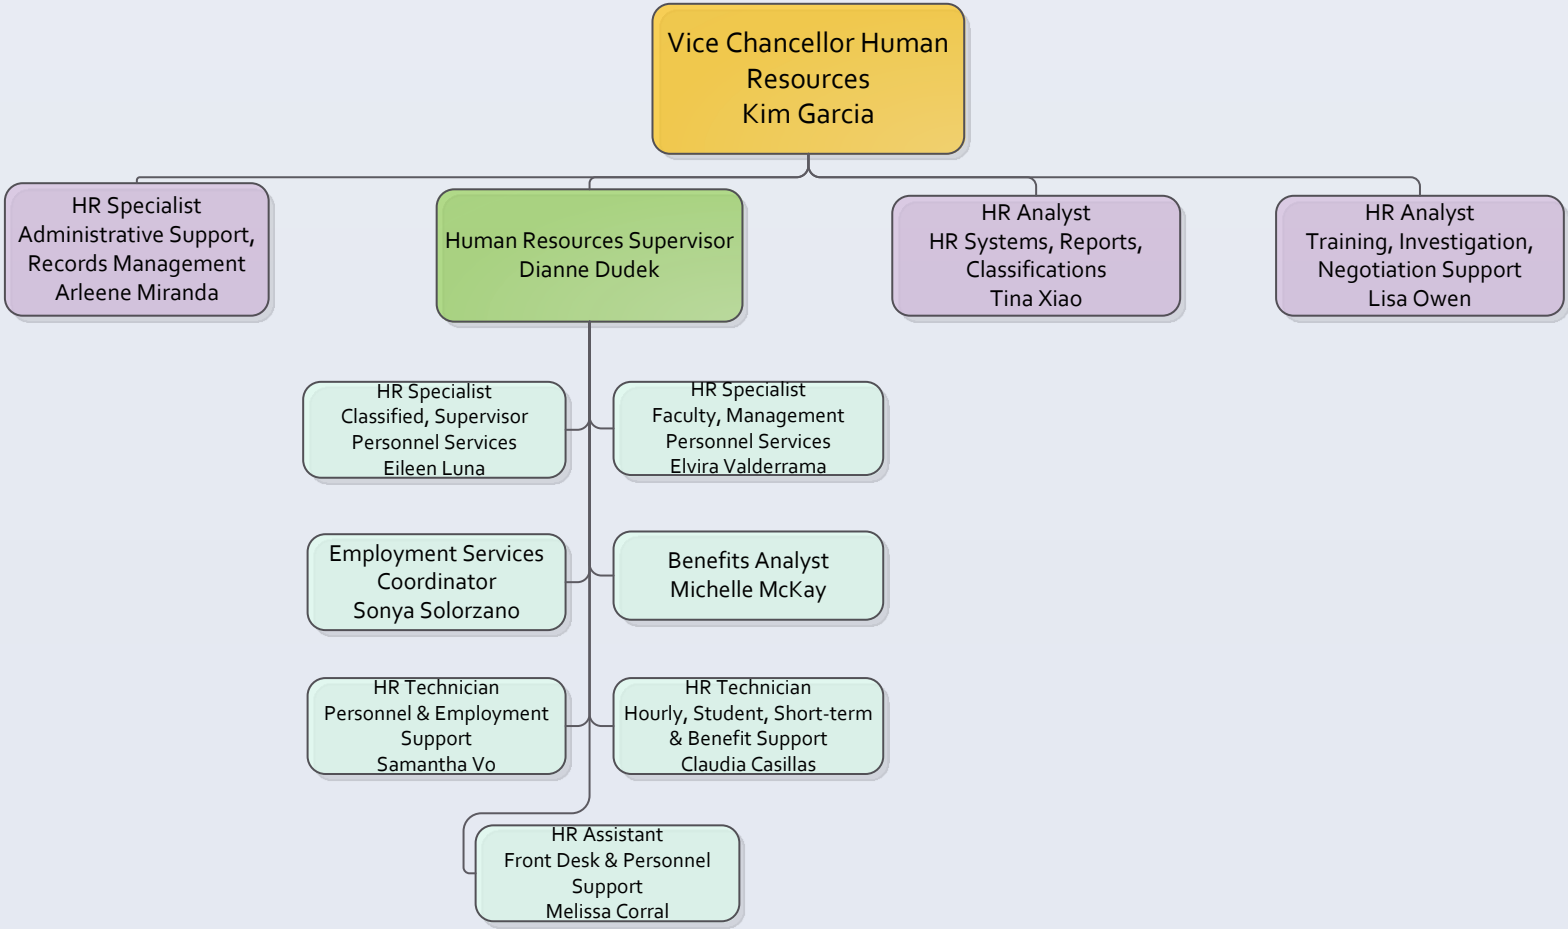 Vice Chancellor Human
Resources
Kim Garcia
HR Specialist
Administrative Support,
Records Management
Arleene Miranda
Human Resources Supervisor
Dianne Dudek
HR Analyst
HR Systems, Reports,
Classifications
Tina Xiao
HR Analyst
Training, Investigation,
Negotiation Support
Lisa Owen
HR Specialist
Classified, Supervisor
Personnel Services
Eileen Luna
HR Specialist
Faculty, Management
Personnel Services
Elvira Valderrama
Employment Services
Coordinator
Sonya Solorzano
Benefits Analyst
Michelle McKay
HR Technician
Personnel & Employment
Support
Samantha Vo
HR Technician
Hourly, Student, Short-term
& Benefit Support
Claudia Casillas
HR Assistant
Front Desk & Personnel
Support
Melissa Corral